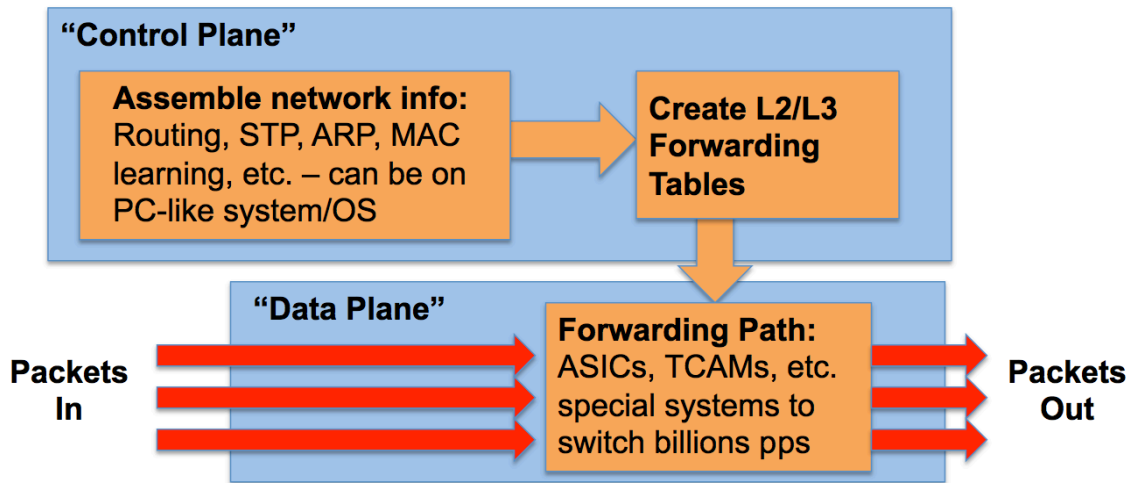 “Control Plane”
Assemble network info:
Routing, STP, ARP, MAC
learning, etc. – can be on
PC-like system/OS
Create L2/L3
Forwarding
Tables
“Data Plane”
Packets
In
Forwarding Path:
ASICs, TCAMs, etc.
special systems to
switch billions pps
Packets
Out